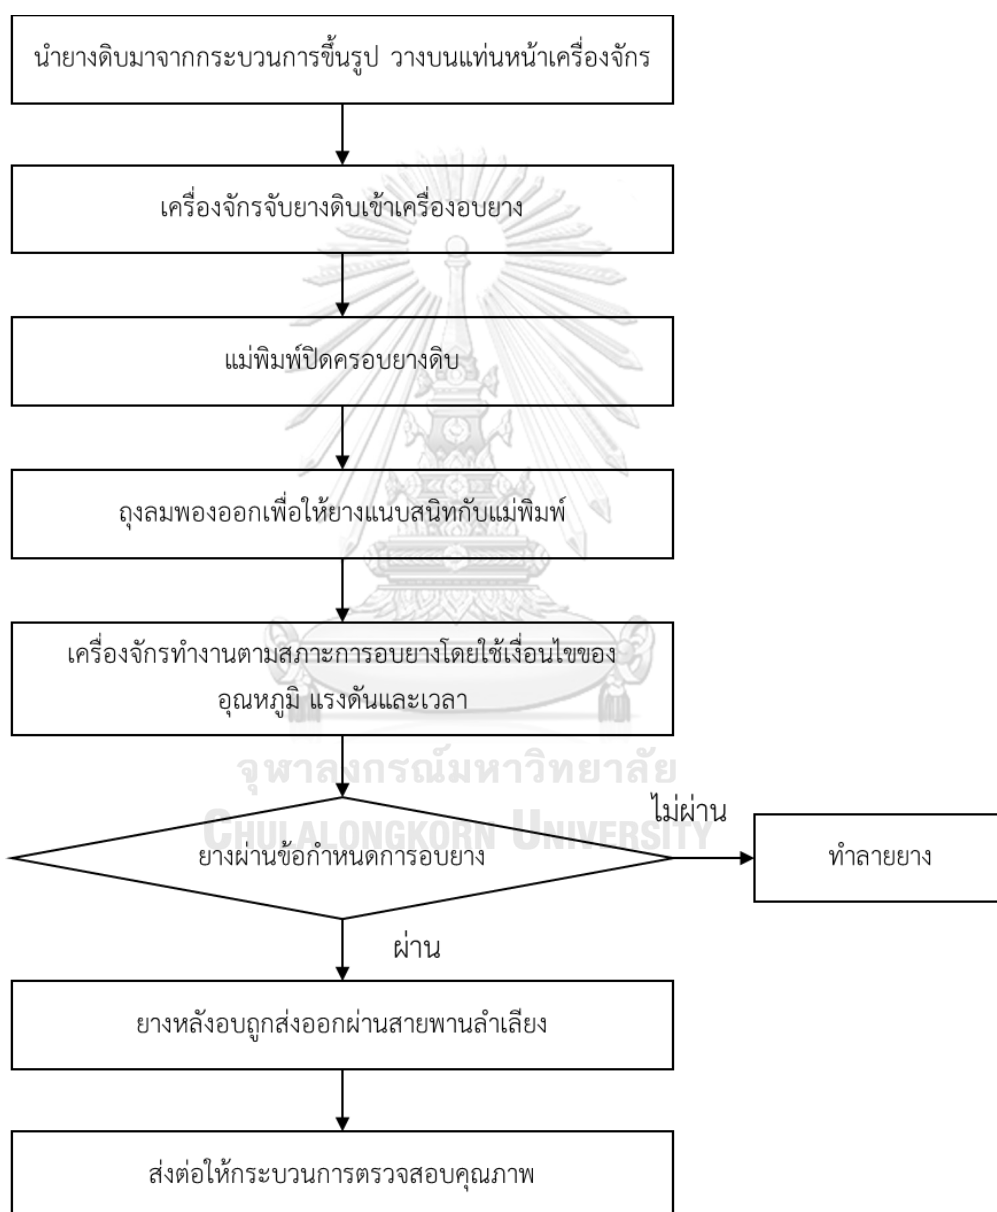 นำยางดิบมาจากกระบวนการขึ้นรูป วางบนแท่นหน้าเครื่องจักร
เครื่องจักรจับยางดิบเข้าเครื่องอบยาง
แม่พิมพ์ปิดครอบยางดิบ
ถุงลมพองออกเพื่อให้ยางแนบสนิทกับแม่พิมพ์
เครื่องจักรทำงานตามสภาะการอบยางโดยใช้เงื่อนไขของ
อุณหภูมิ แรงดันและเวลา
จุฬาลงกรณ์มหาวิทยาลัย
CHULALONGKORN UNIVERSITY
ไม่ผ่าน
ยางผ่านข้อกำหนดการอบยาง
ทำลายยาง
ผ่าน
ยางหลังอบถูกส่งออกผ่านสายพานลำเลียง
ส่งต่อให้กระบวนการตรวจสอบคุณภาพ